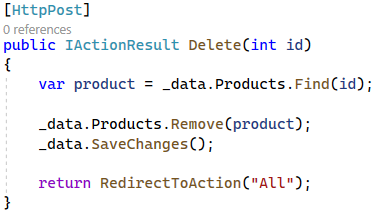 [HttpPost]
0 references
public IActionResult Delete(int id)
{
    var product = _data.Products.Find(id);

    _data.Products.Remove(product);
    _data.SaveChanges();

    return RedirectToAction("All");
}